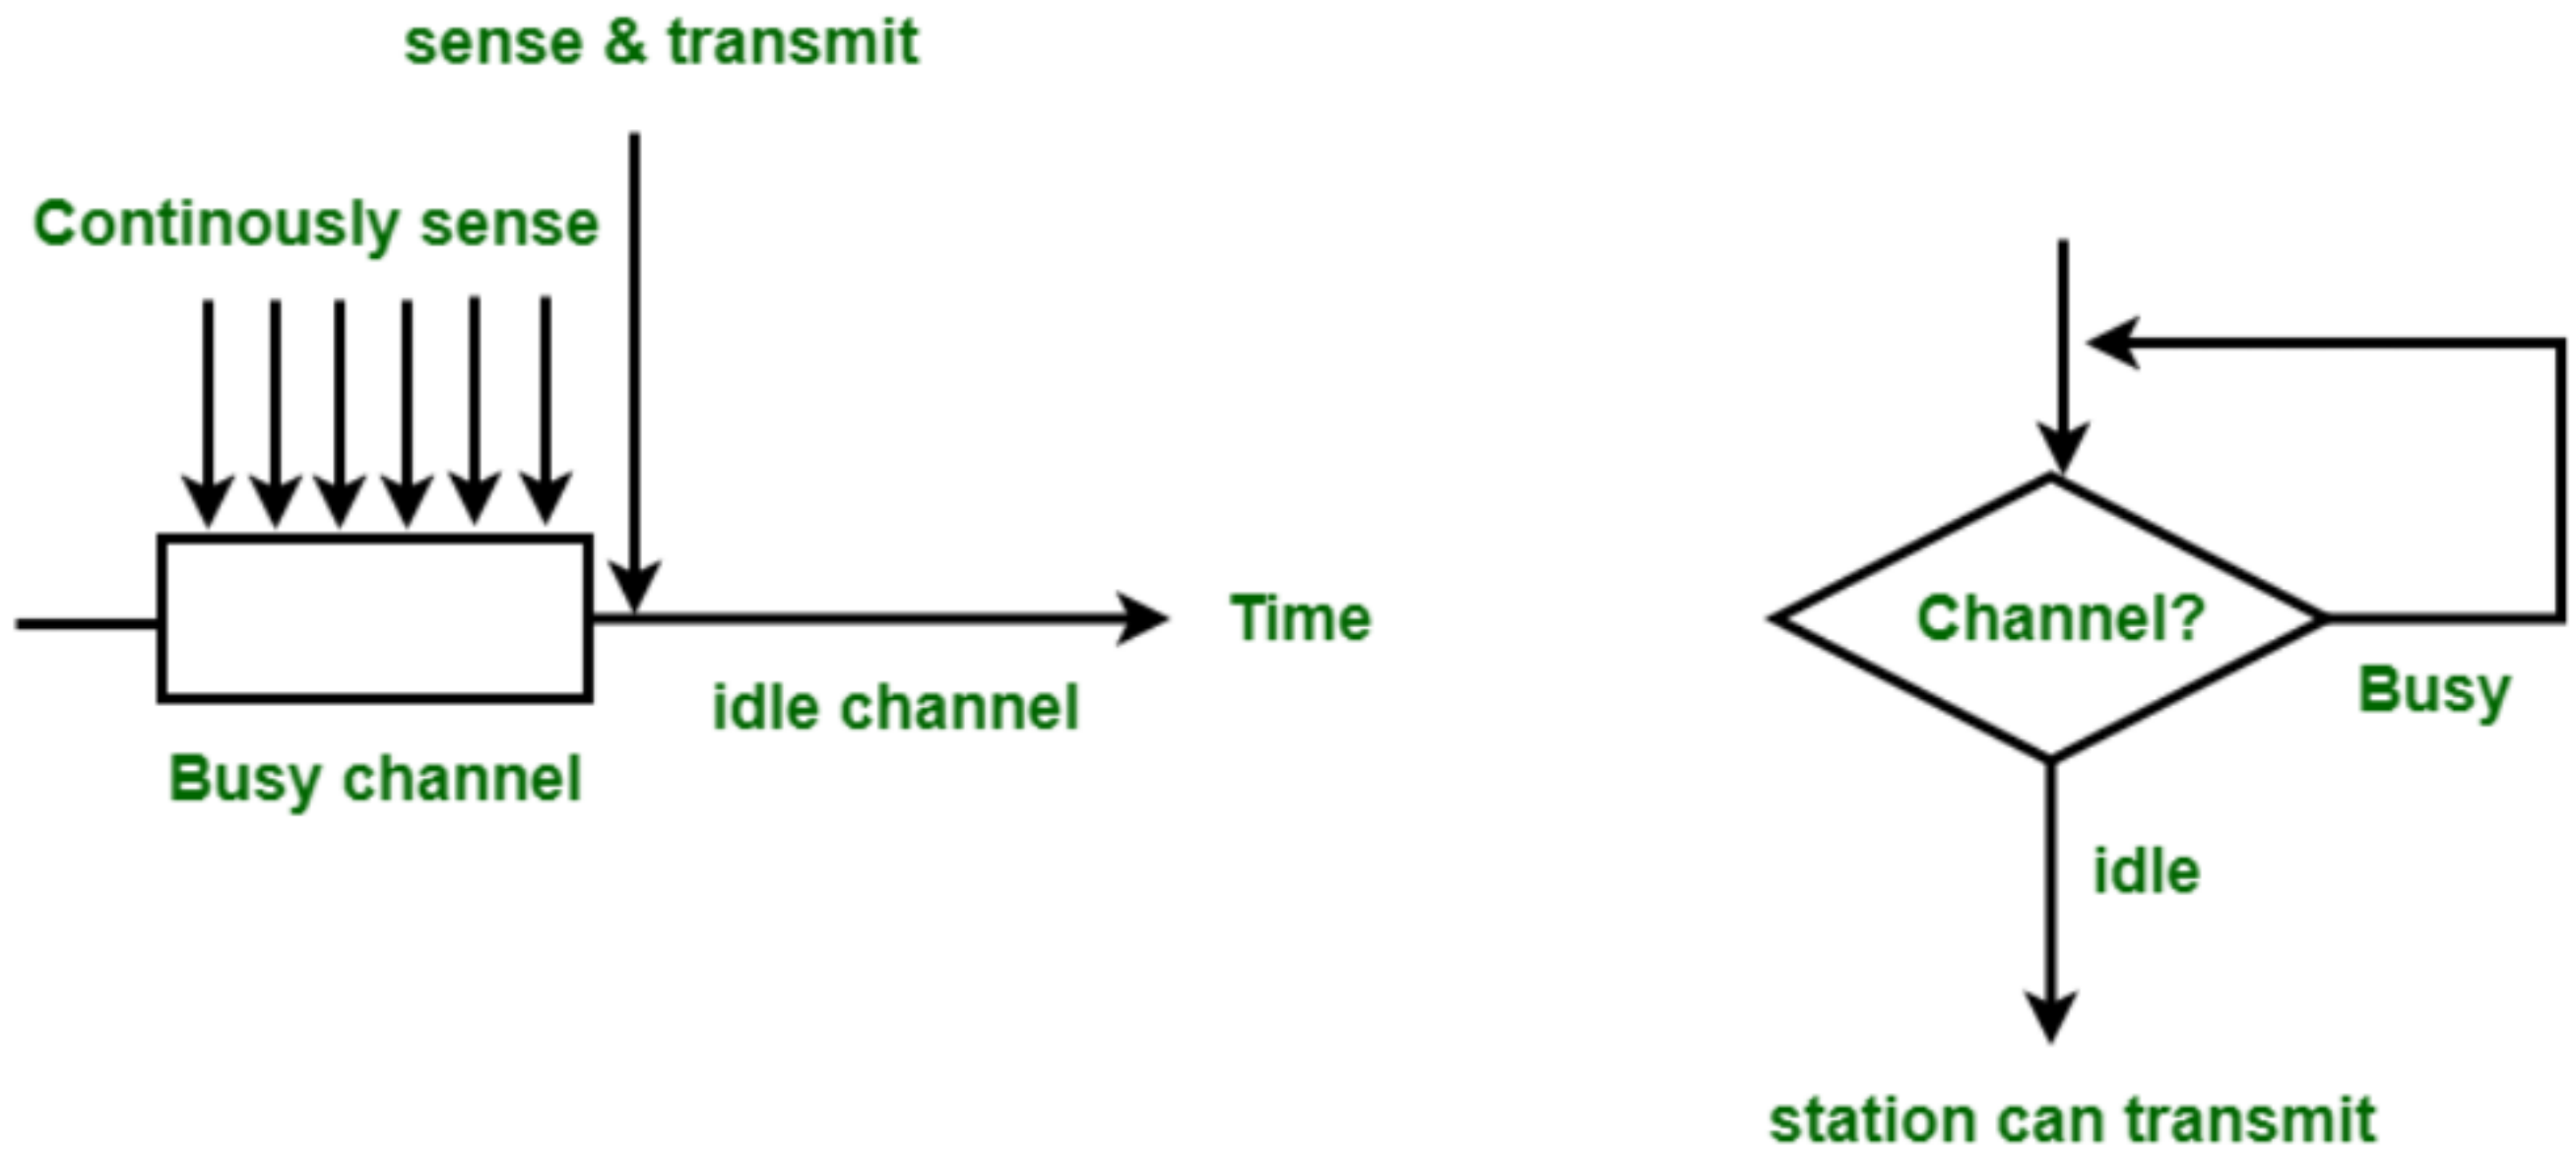 sense & transmit
Continously sense
Time
idle channel
Busy channel
Channel?
Busy
idle
station can transmit